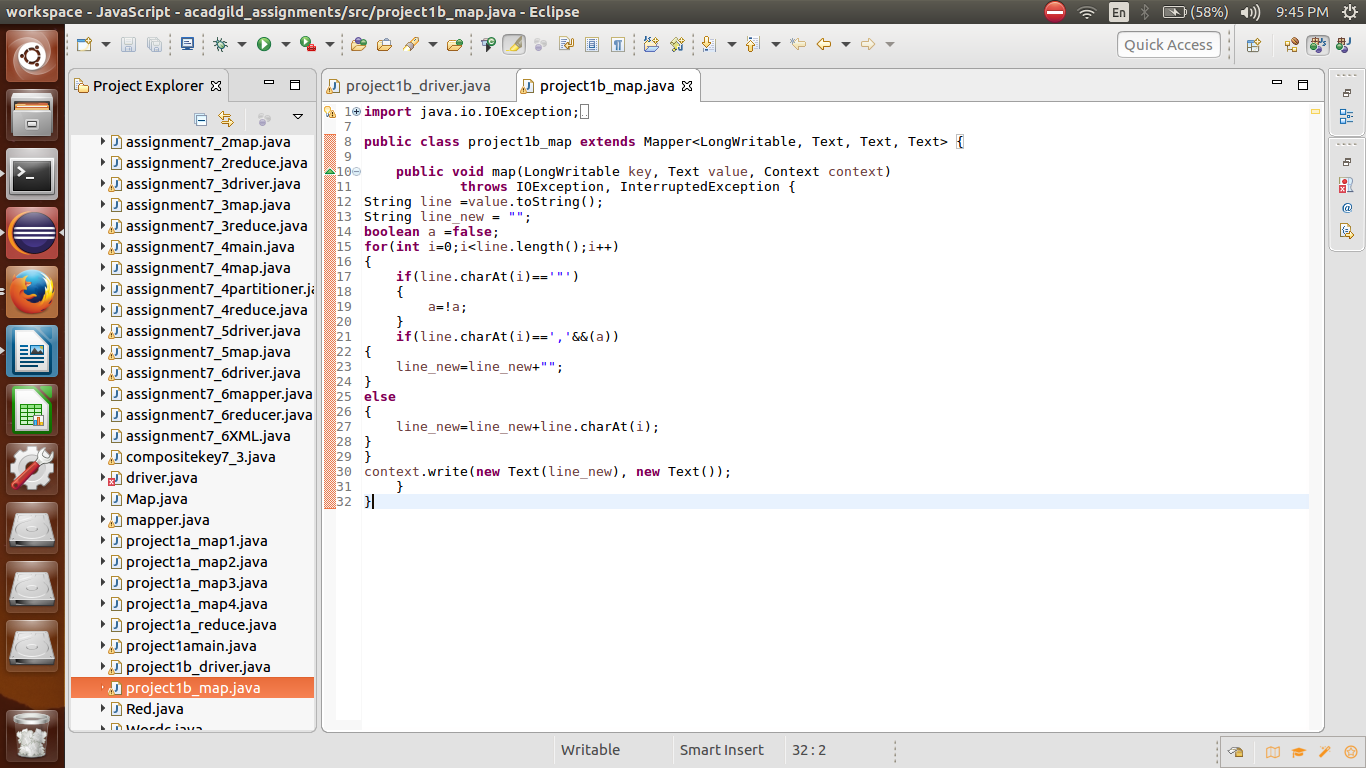 workspace - JavaScript - acadgild_assignments/src/project1b_map.java - Eclipse
En
(58%)
9:45 PM
Quick Access
Project Explorer
assignment7_2map.java
assignment7_2reduce.java
assignment7_3driver.java
assignment7_3map.java
assignment7_3reduce.java
assignment7_4main.java
assignment7_4map.java
assignment7_4partitioner.ja
assignment7_4reduce.java
assignment7_5driver.java
assignment7_5map.java
assignment7_6driver.java
assignment7_6mapper.java
assignment7_6reducer.java
assignment7_6XML.java
compositekey7_3.java
driver.java
Map.java
mapper.java
project1a_map1.java
project1a_map2.java
project1a_map3.java
project1a_map4.java
project1a_reduce.java
project1amain.java
project1b_driver.java
project1b_map.java
Red.java
Words.java
project1b_driver.java
project1b_map.java
1 import java.io.IOException;
7
8 public class project1b_map extends Mapper<LongWritable, Text, Text, Text> {
9
10     public void map(LongWritable key, Text value, Context context)
11             throws IOException, InterruptedException {
12 String line =value.toString();
13 String line_new = "";
14 boolean a =false;
15 for(int i=0;i<line.length();i++)
16 {
17     if(line.charAt(i)=='"')
18     {
19         a=!a;
20     }
21     if(line.charAt(i)==','&&(a))
22 {
23     line_new=line_new+"";
24 }
25 else
26 {
27     line_new=line_new+line.charAt(i);
28 }
29 }
30 context.write(new Text(line_new), new Text());
31     }
32 }
Writable
Smart Insert
32 : 2